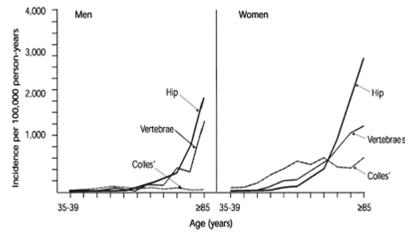 Men
Women
Incidence per 100,000 person-years
4,000
3,000
2,000
1,000
Hip
Vertebrae
Colles'
Hip
Vertebraes
Colles'
35-39
≥85
35-39
≥85
Age (years)